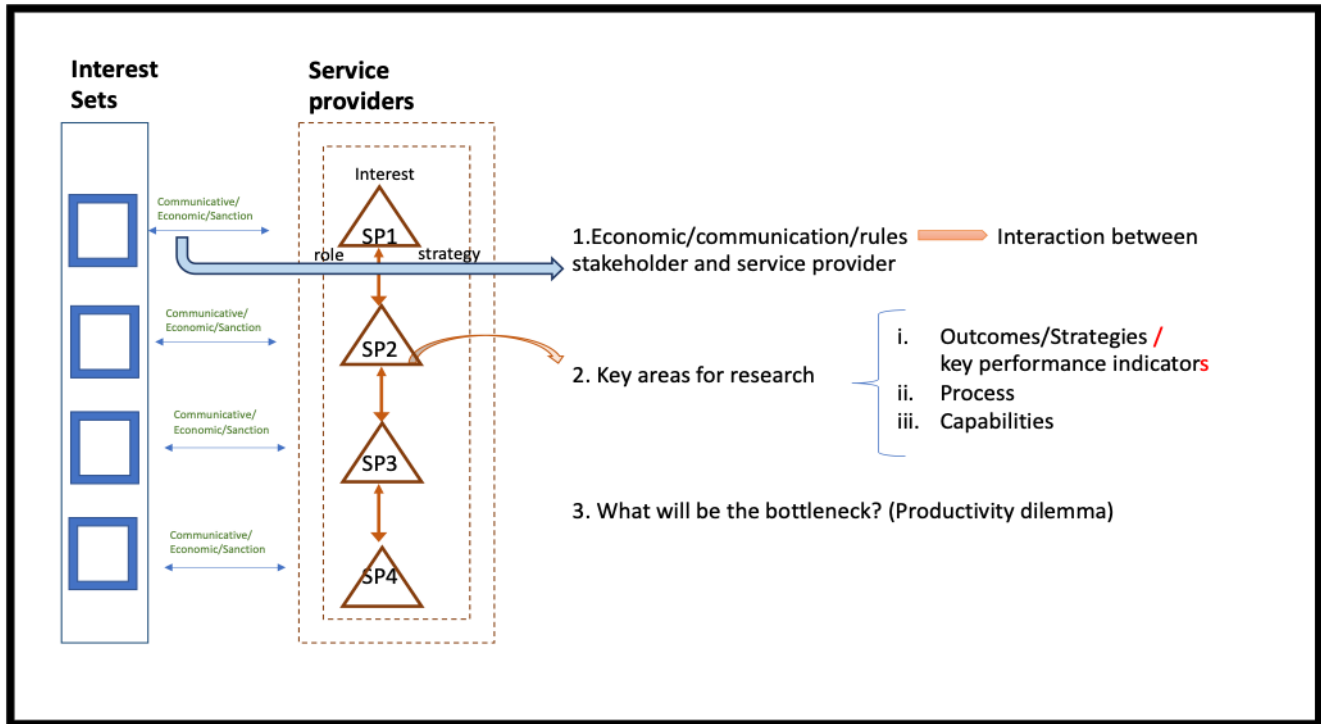 Interest
Sets
Service
providers
Communicative/
Economic/Sanction
Interest
SP1
role
strategy
1.Economic/communication/rules
stakeholder and service provider
Interaction between
Communicative/
Economic/Sanction
SP2
2. Key areas for research
i. Outcomes/Strategies /
key performance indicators
ii. Process
iii. Capabilities
Communicative/
Economic/Sanction
SP3
3. What will be the bottleneck? (Productivity dilemma)
Communicative/
Economic/Sanction
SP4